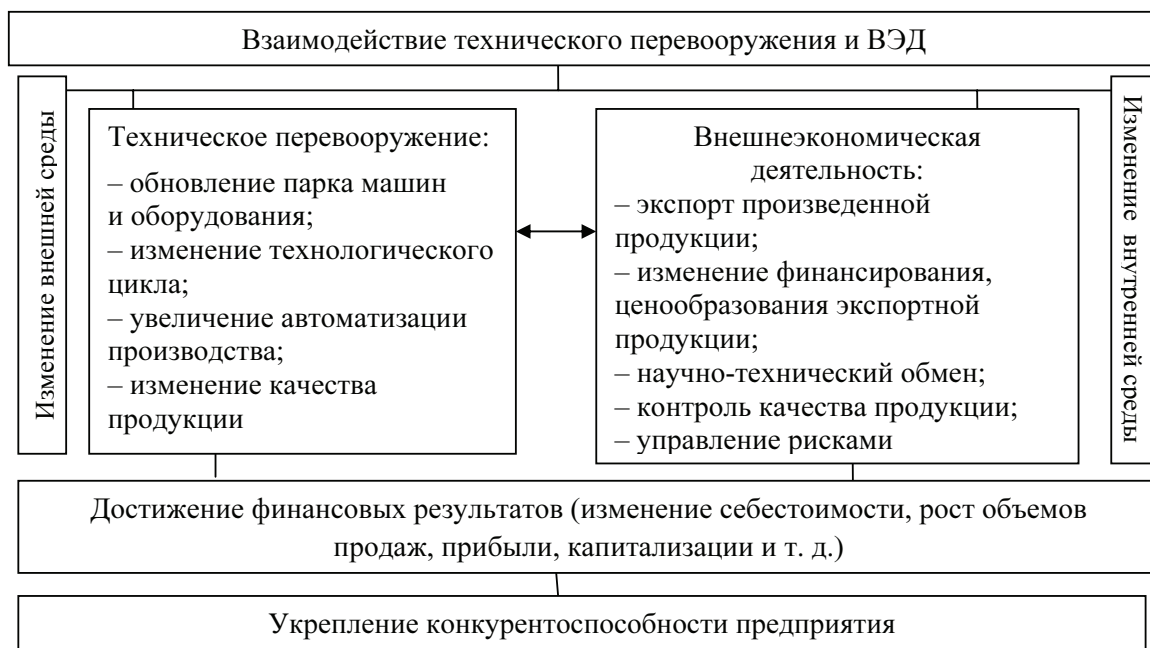 Взаимодействие технического перевооружения и ВЭД
Изменение внешней среды
Техническое перевооружение:
– обновление парка машин
и оборудования;
– изменение технологического
цикла;
– увеличение автоматизации
производства;
– изменение качества
продукции
Внешнеэкономическая
деятельность:
– экспорт произведенной
продукции;
– изменение финансирования,
ценообразования экспортной
продукции;
– научно-технический обмен;
– контроль качества продукции;
– управление рисками
Изменение внутренней среды
Достижение финансовых результатов (изменение себестоимости, рост объемов
продаж, прибыли, капитализации и т. д.)
Укрепление конкурентоспособности предприятия